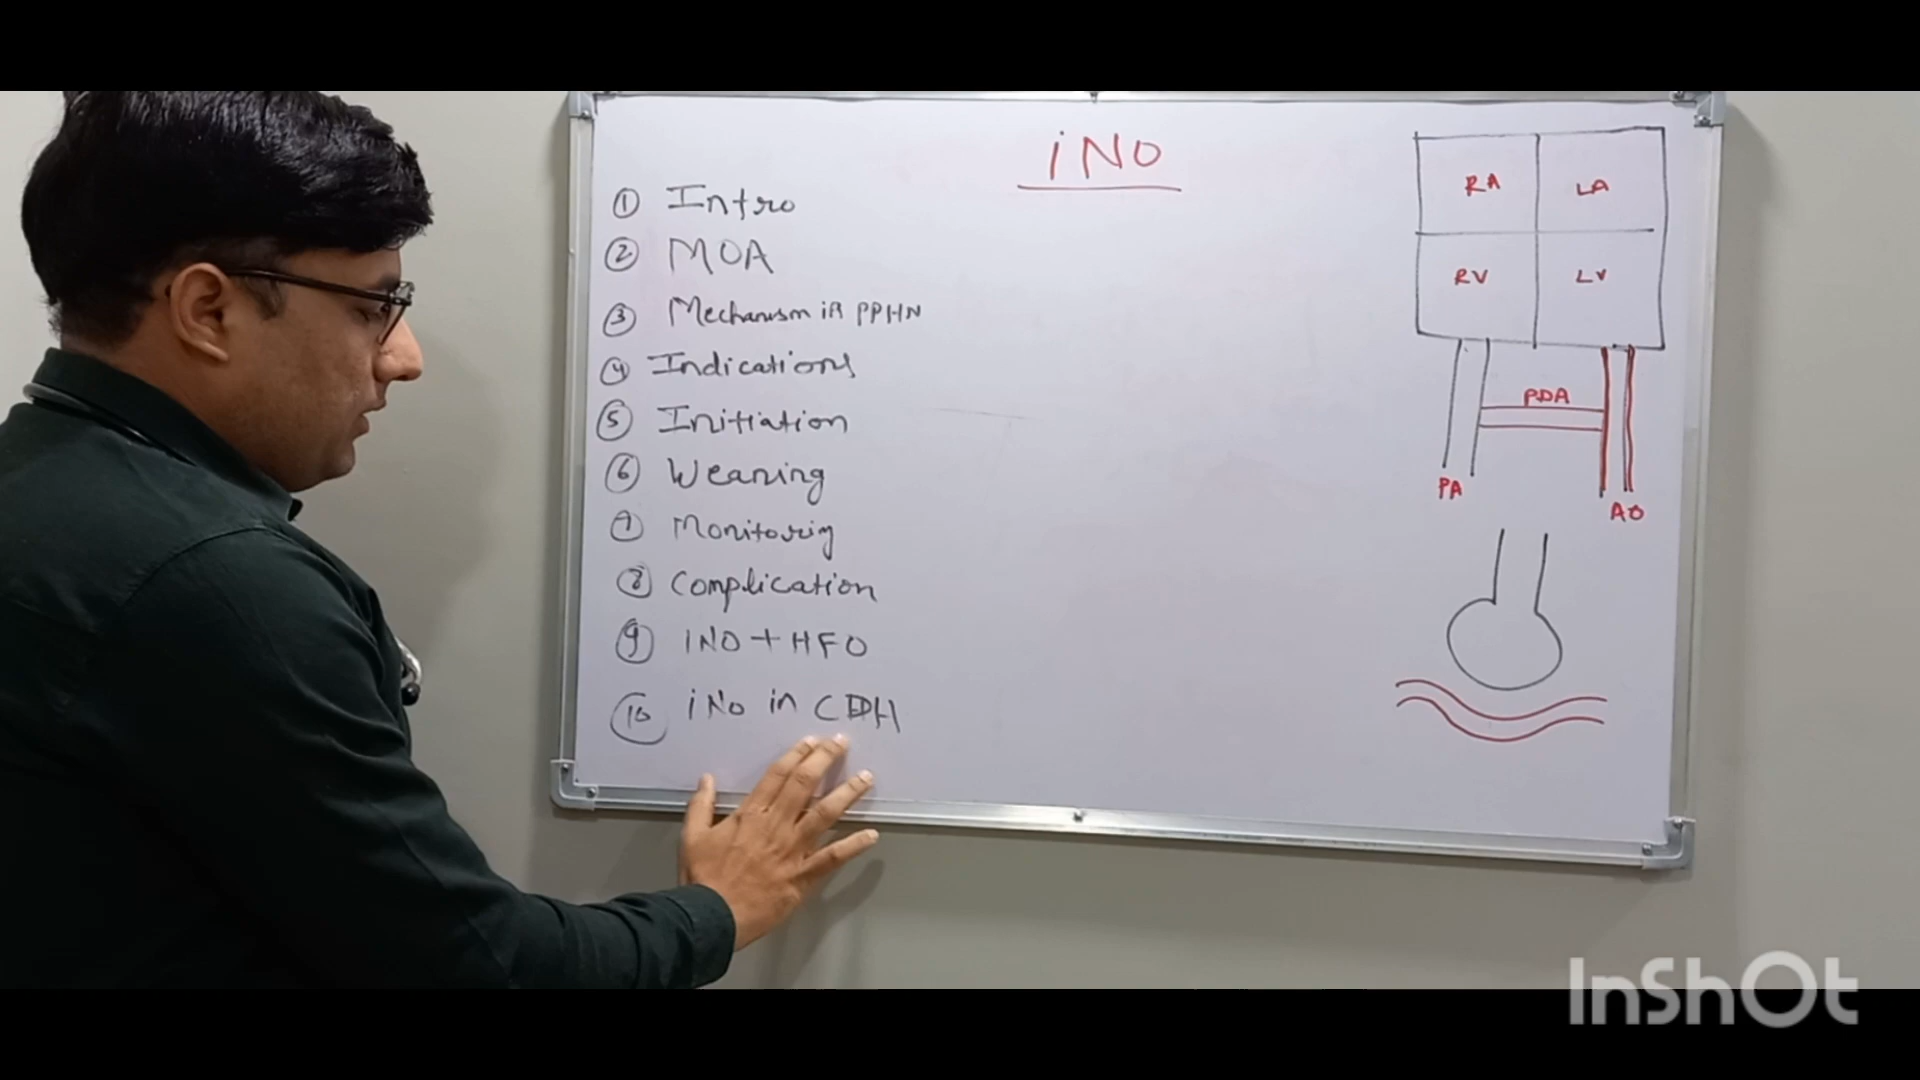 iNO
① Intro
② MOA
③ Mechanism in PPHN
④ Indications
⑤ Initiation
⑥ Weaning
⑦ Monitoring
⑧ Complication
⑨ iNO + HFO
⑩ iNO in CDH
RA LA
RV LV
PDA
PA
AO
InShOt